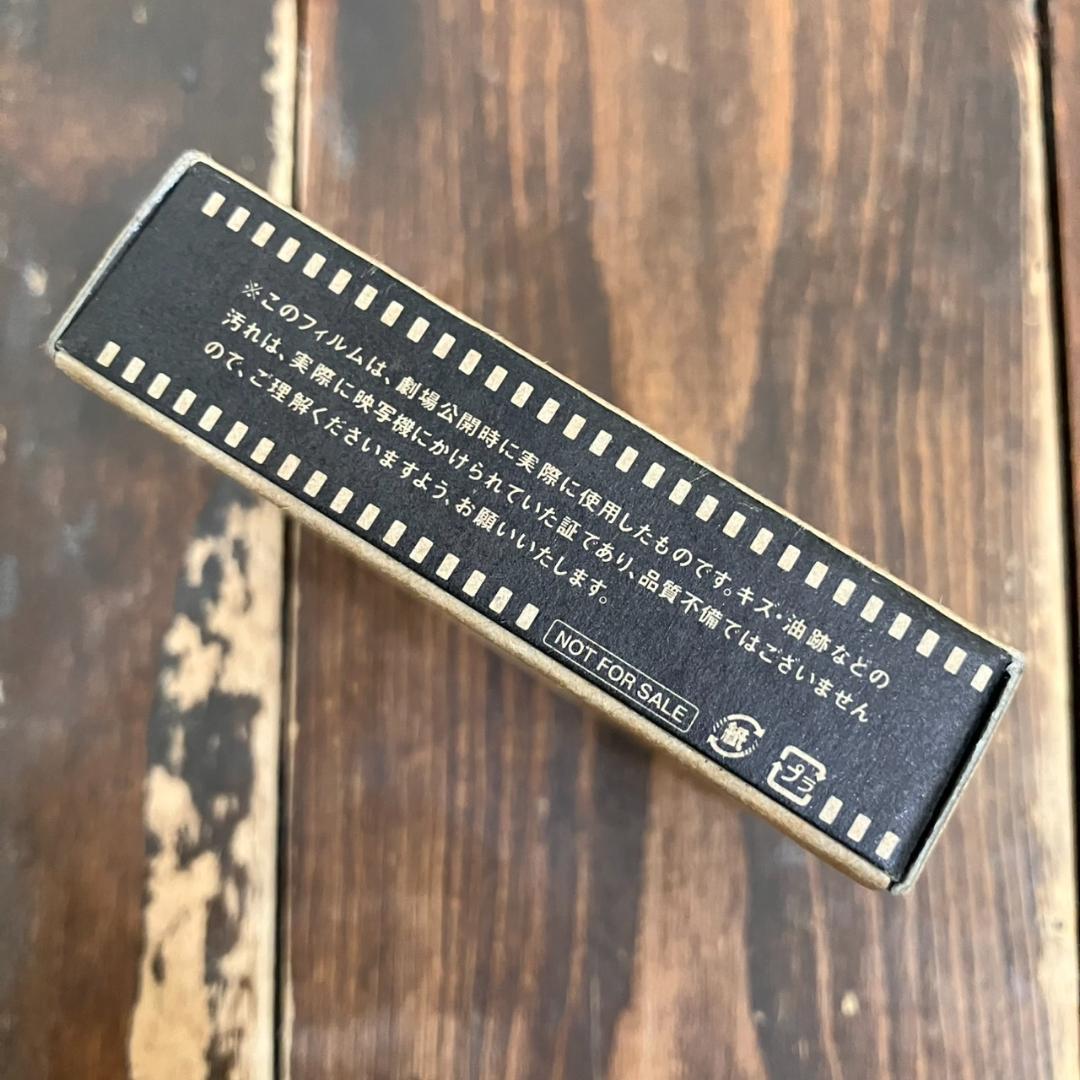 ※このフィルムは、劇場公開時に実際に使用したものです。キズ・油跡などの
汚れは、実際に映写機にかけられていた証であり、品質不備ではございません
ので、ご理解くださいますよう、お願いいたします。
NOT FOR SALE
紙
プラ